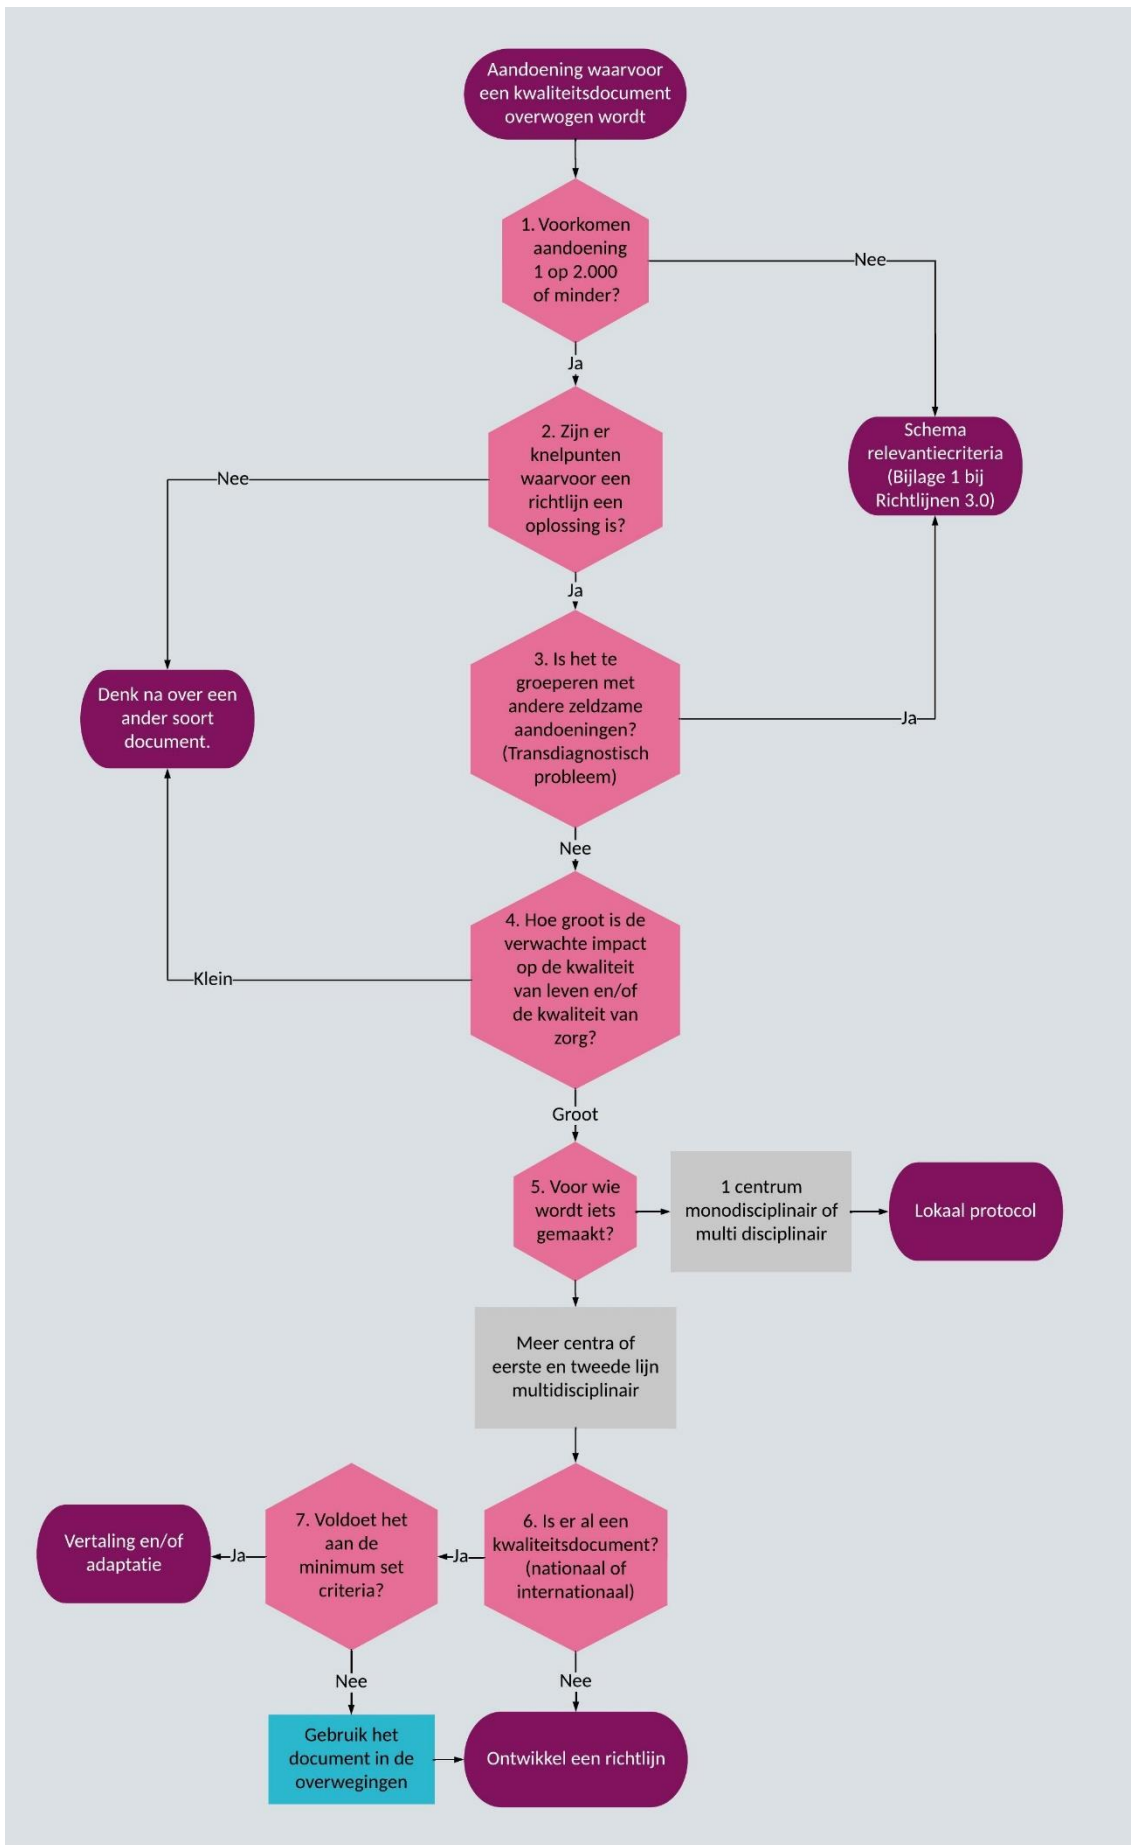 Aandoening waarvoor
een kwaliteitsdocument
overwogen wordt
1. Voorkomen
aandoening
1 op 2.000
of minder?
Nee
Ja
2. Zijn er
knelpunten
waarvoor een
richtlijn een
oplossing is?
Nee
Schema
relevantiecriteria
(Bijlage 1 bij
Richtlijnen 3.0)
Ja
3. Is het te
groeperen met
andere zeldzame
aandoeningen?
(Transdiagnostisch
probleem)
Ja
Denk na over een
ander soort
document.
Nee
4. Hoe groot is de
verwachte impact
op de kwaliteit
van leven en/of
de kwaliteit van
zorg?
Klein
Groot
5. Voor wie
wordt iets
gemaakt?
1 centrum
monodisciplinair of
multi disciplinair
Lokaal protocol
Meer centra of
eerste en tweede lijn
multidisciplinair
6. Is er al een
kwaliteitsdocument?
(nationaal of
internationaal)
Ja
7. Voldoet het
aan de
minimum set
criteria?
Ja
Vertaling en/of
adaptatie
Nee
Nee
Gebruik het
document in de
overwegingen
Ontwikkel een richtlijn